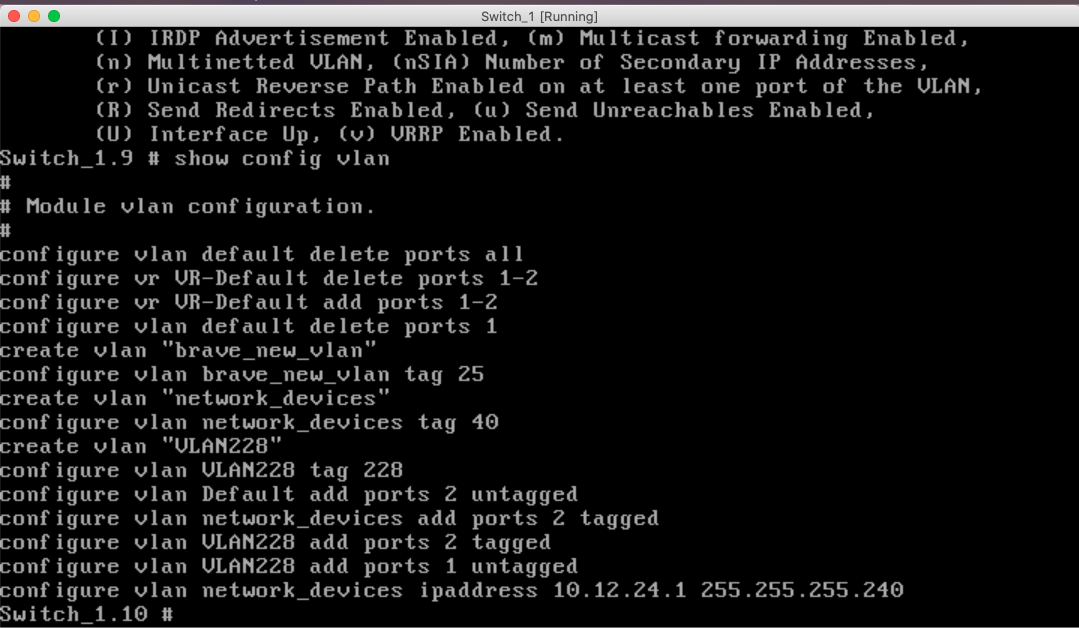 Switch_1 [Running]
(I) IRDP Advertisement Enabled, (m) Multicast forwarding Enabled,
(n) Multinetted VLAN, (nSIA) Number of Secondary IP Addresses,
(r) Unicast Reverse Path Enabled on at least one port of the VLAN,
(R) Send Redirects Enabled, (u) Send Unreachables Enabled,
(U) Interface Up, (v) VRRP Enabled.
Switch_1.9 # show config vlan
#
# Module vlan configuration.
#
configure vlan default delete ports all
configure vr VR-Default delete ports 1-2
configure vr VR-Default add ports 1-2
configure vlan default delete ports 1
create vlan "brave_new_vlan"
configure vlan brave_new_vlan tag 25
create vlan "network_devices"
configure vlan network_devices tag 40
create vlan "VLAN228"
configure vlan VLAN228 tag 228
configure vlan Default add ports 2 untagged
configure vlan network_devices add ports 2 tagged
configure vlan VLAN228 add ports 2 tagged
configure vlan VLAN228 add ports 1 untagged
configure vlan network_devices ipaddress 10.12.24.1 255.255.255.240
Switch_1.10 #